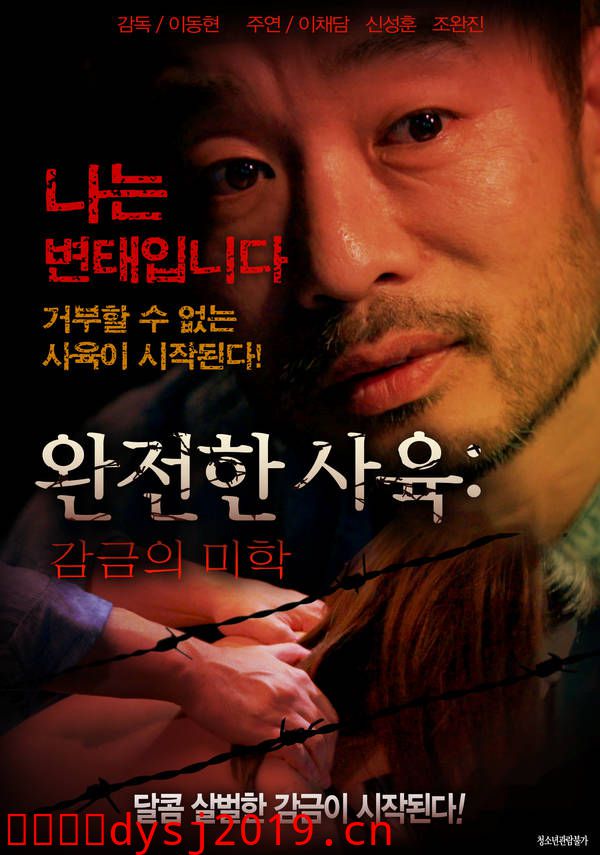 감독 / 이동현 주연 / 이채담 신성훈 조완진
나는
변태입니다
거부할 수 없는
사육이 시작된다!
완전한 사육:
감금의 미학
달콤 살벌한 감금이 시작된다!
dysj2019.cn
청소년관람불가